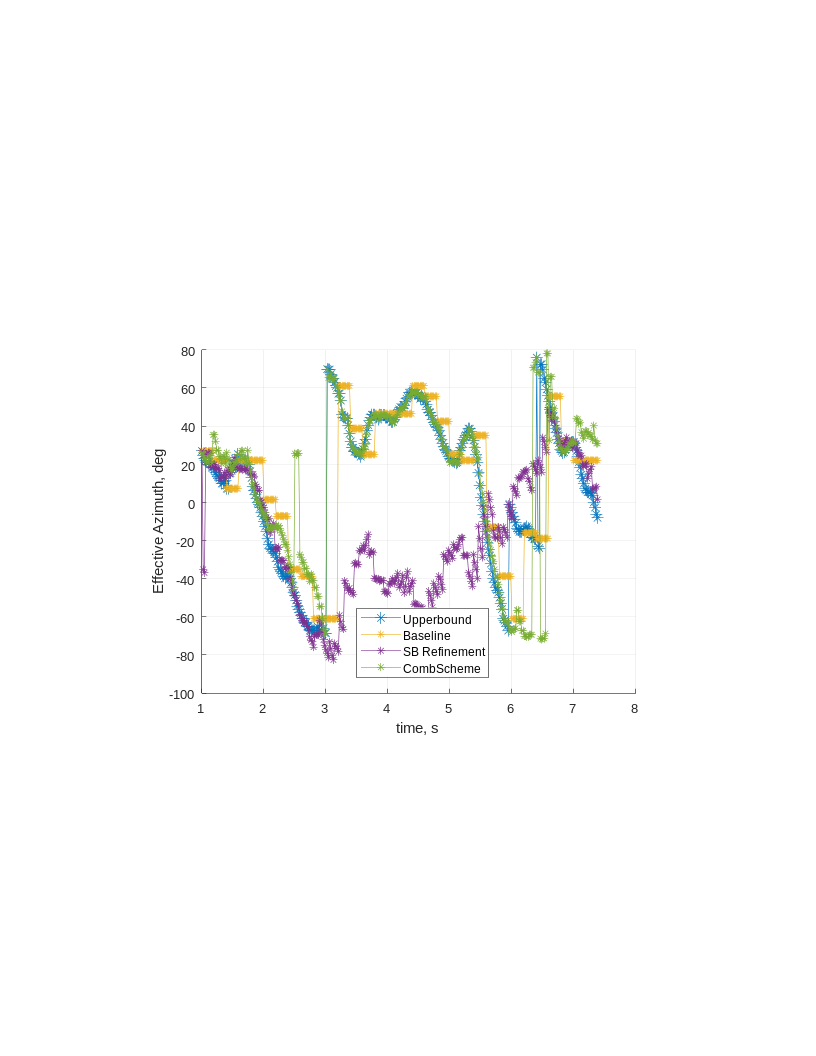 80
60
40
20
0
-20
-40
-60
-80
-100
Effective Azimuth, deg
Upperbound
Baseline
SB Refinement
CombScheme
1 2 3 4 5 6 7 8
time, s